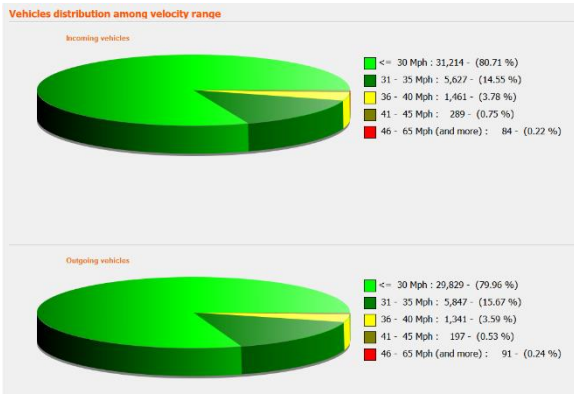 Vehicles distribution among velocity range
Incoming vehicles
<= 30 Mph : 31,214 - (80.71 %)
31 - 35 Mph : 5,627 - (14.55 %)
36 - 40 Mph : 1,461 - (3.78 %)
41 - 45 Mph : 289 - (0.75 %)
46 - 65 Mph (and more) : 84 - (0.22 %)
Outgoing vehicles
<= 30 Mph : 29,829 - (79.96 %)
31 - 35 Mph : 5,847 - (15.67 %)
36 - 40 Mph : 1,341 - (3.59 %)
41 - 45 Mph : 197 - (0.53 %)
46 - 65 Mph (and more) : 91 - (0.24 %)